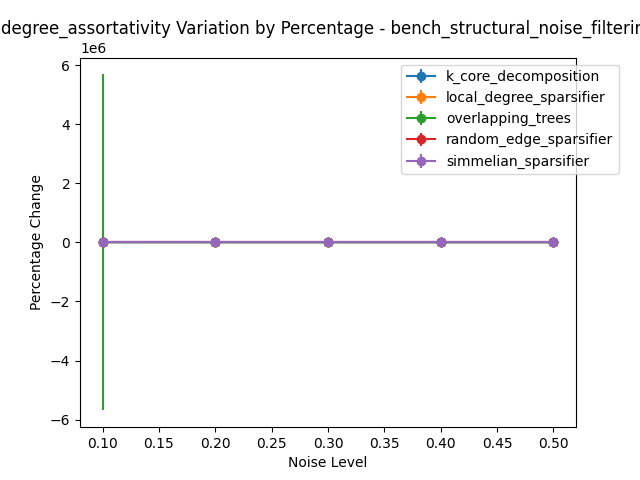 degree_assortativity Variation by Percentage - bench_structural_noise_filterin
1e6
6
4
2
0
−2
−4
−6
Percentage Change
k_core_decomposition
local_degree_sparsifier
overlapping_trees
random_edge_sparsifier
simmelian_sparsifier
0.10 0.15 0.20 0.25 0.30 0.35 0.40 0.45 0.50
Noise Level